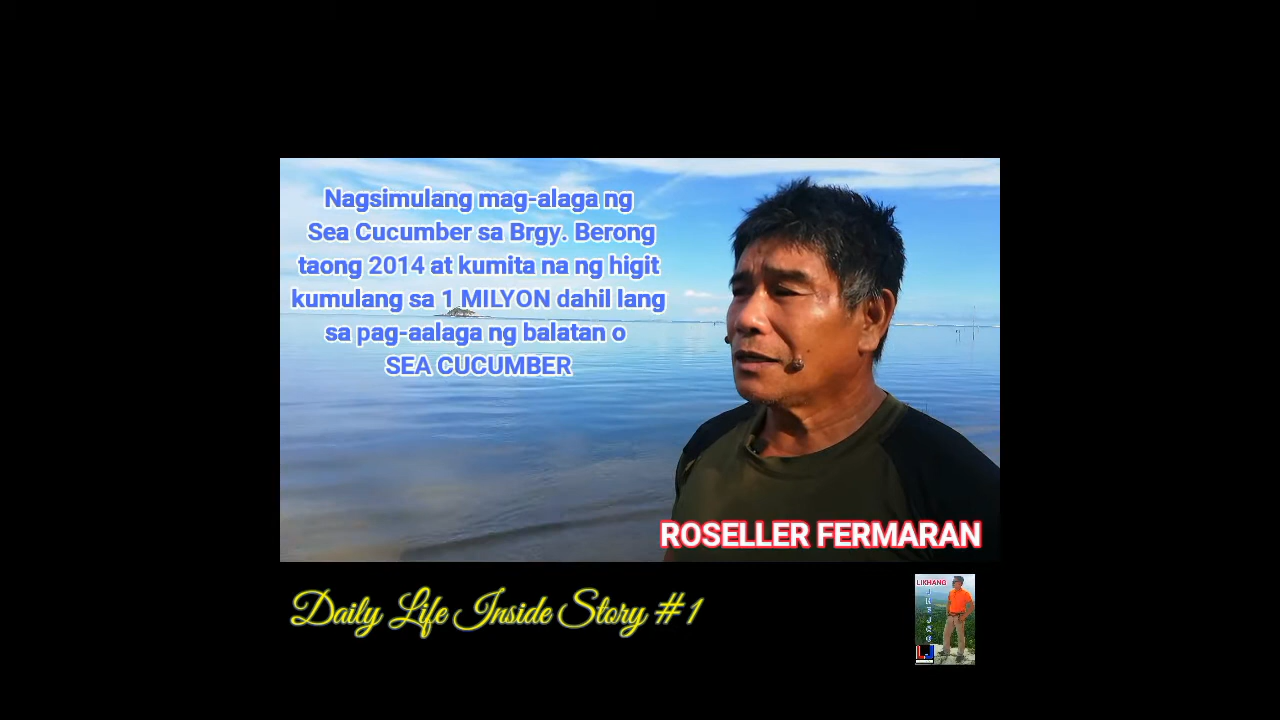 Nagsimulang mag-alaga ng
Sea Cucumber sa Brgy. Berong
taong 2014 at kumita na ng higit
kumulang sa 1 MILYON dahil lang
sa pag-aalaga ng balatan o
SEA CUCUMBER
ROSELLER FERMARAN
Daily Life Inside Story #1
LIKHANG